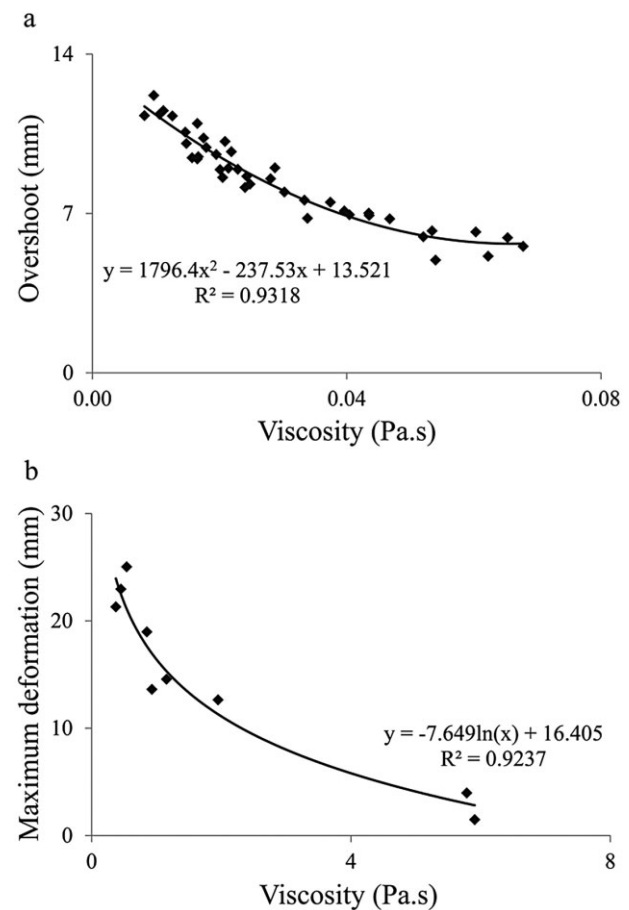 a
14
7
0
Overshoot (mm)
y = 1796.4x² - 237.53x + 13.521
R² = 0.9318
0.00 0.04 0.08
Viscosity (Pa.s)
b
30
20
10
0
Maximum deformation (mm)
y = -7.649ln(x) + 16.405
R² = 0.9237
0 4 8
Viscosity (Pa.s)